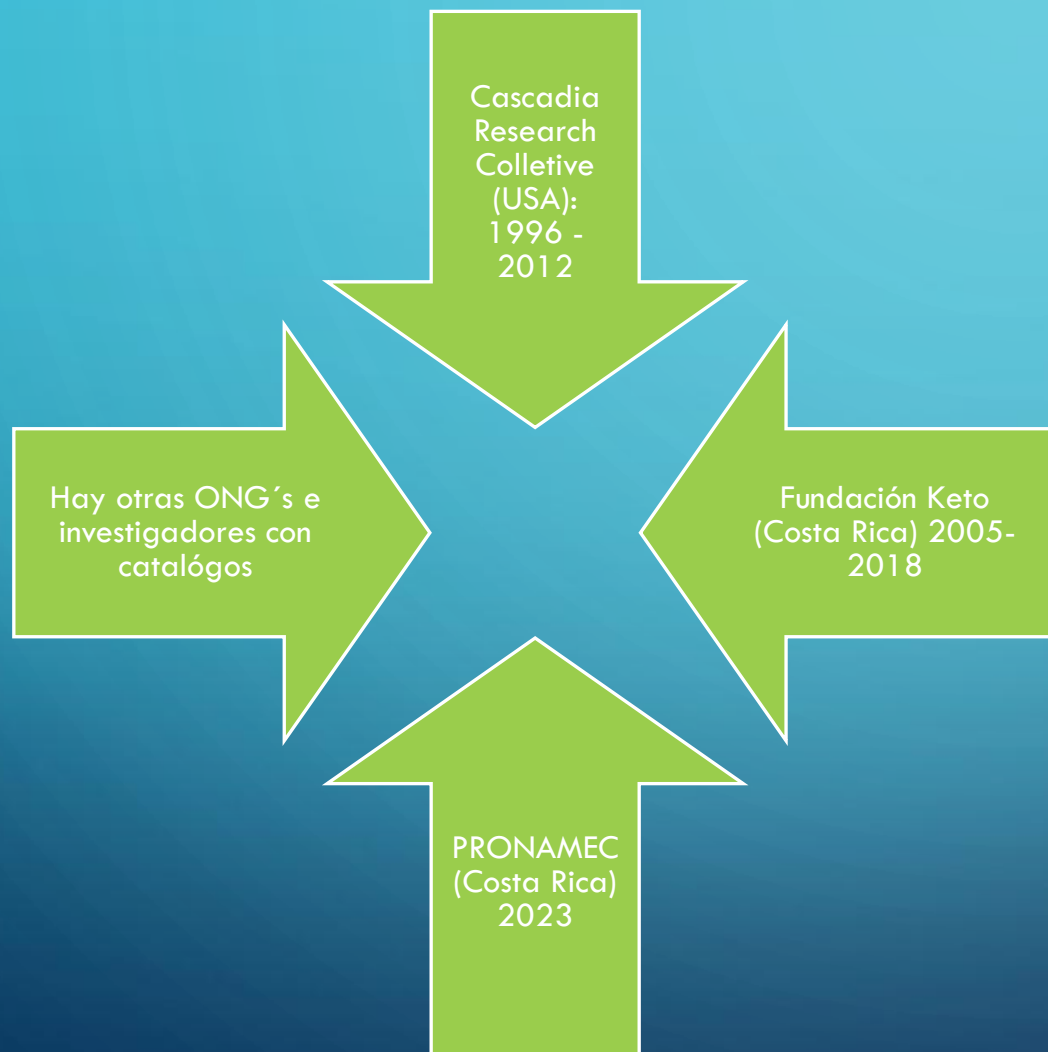 Cascadia
Research
Colletive
(USA):
1996 -
2012
Hay otras ONG´s e
investigadores con
catalógos
Fundación Keto
(Costa Rica) 2005-
2018
PRONAMEC
(Costa Rica)
2023